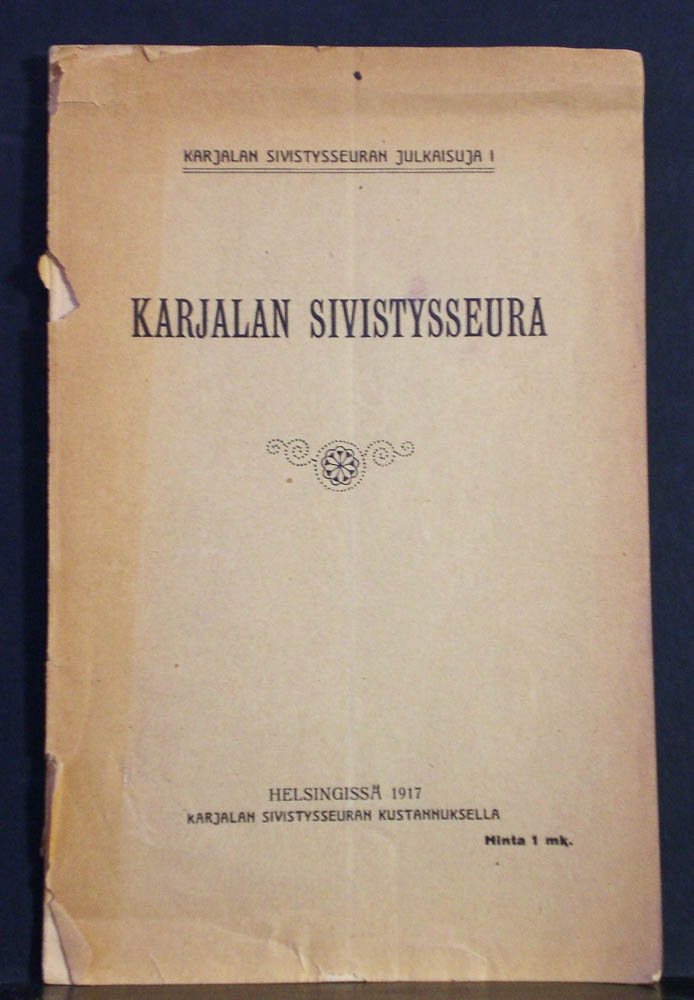 KARJALAN SIVISTYSSEURAN JULKAISUJA I
KARJALAN SIVISTYSSEURA
HELSINGISSÄ 1917
KARJALAN SIVISTYSSEURAN KUSTANNUKSELLA
Hinta 1 mk.